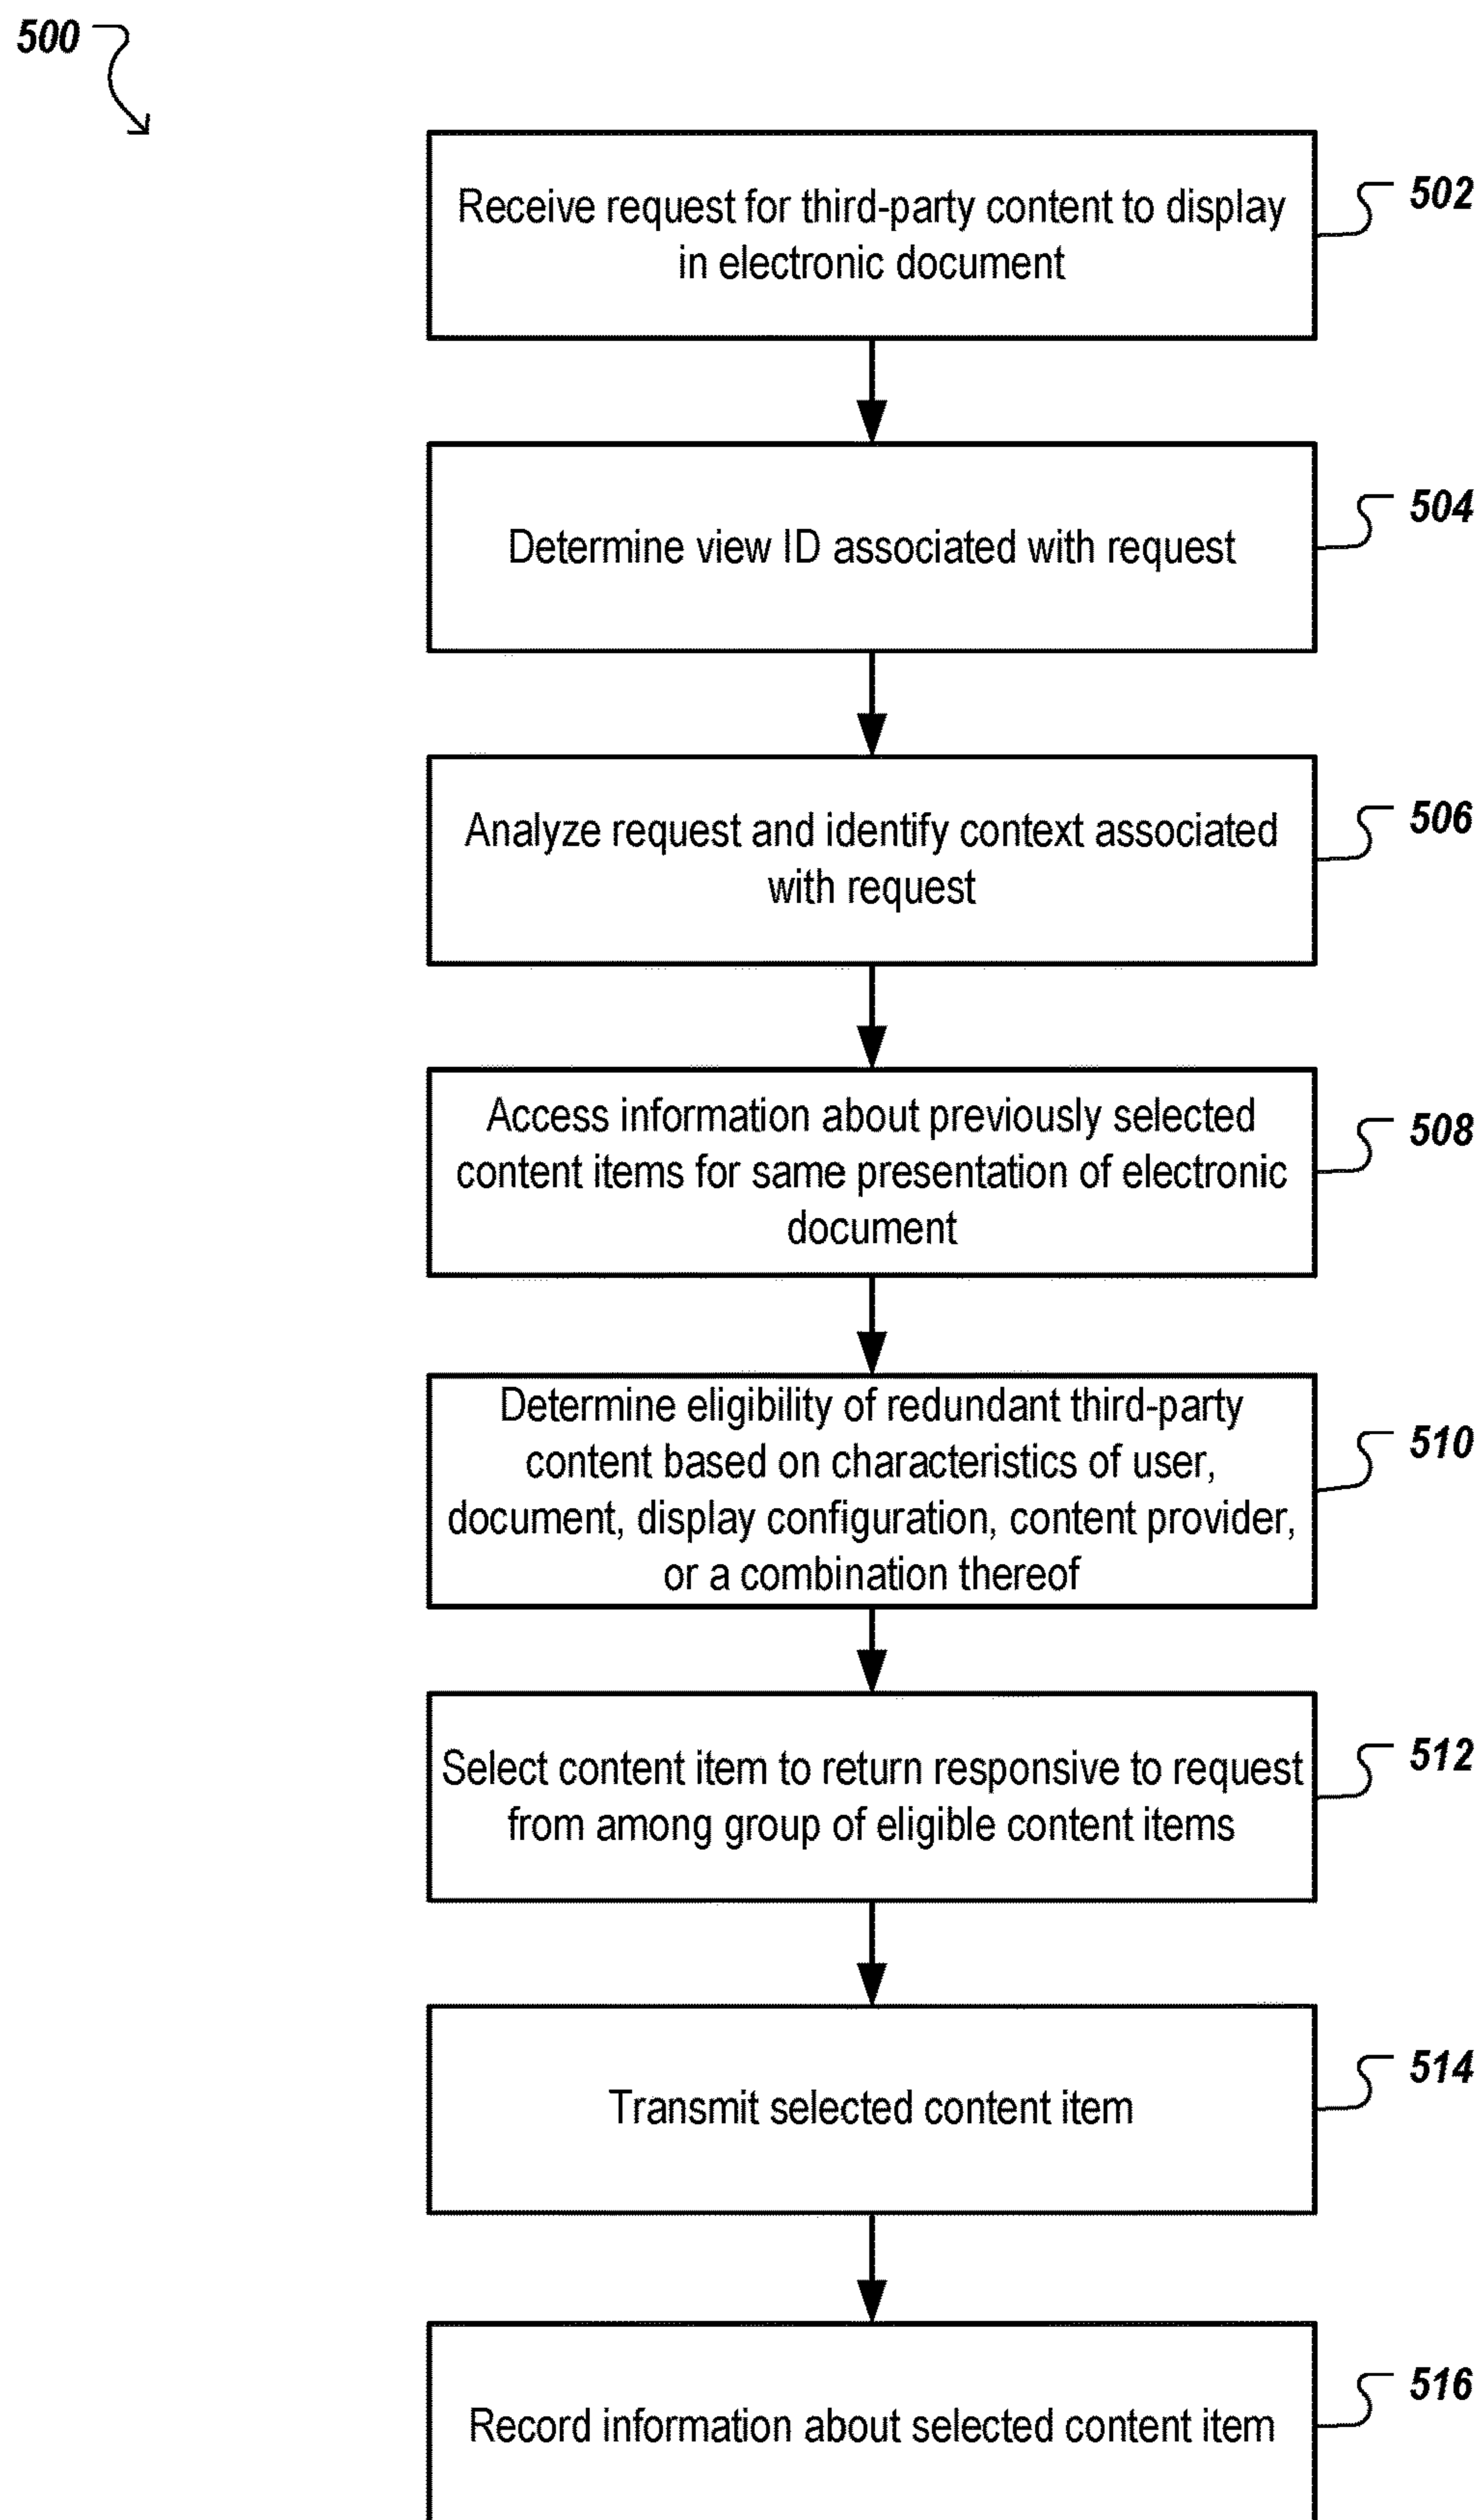 500
Receive request for third-party content to display
in electronic document
502
Determine view ID associated with request
504
Analyze request and identify context associated
with request
506
Access information about previously selected
content items for same presentation of electronic
document
508
Determine eligibility of redundant third-party
content based on characteristics of user,
document, display configuration, content provider,
or a combination thereof
510
Select content item to return responsive to request
from among group of eligible content items
512
Transmit selected content item
514
Record information about selected content item
516